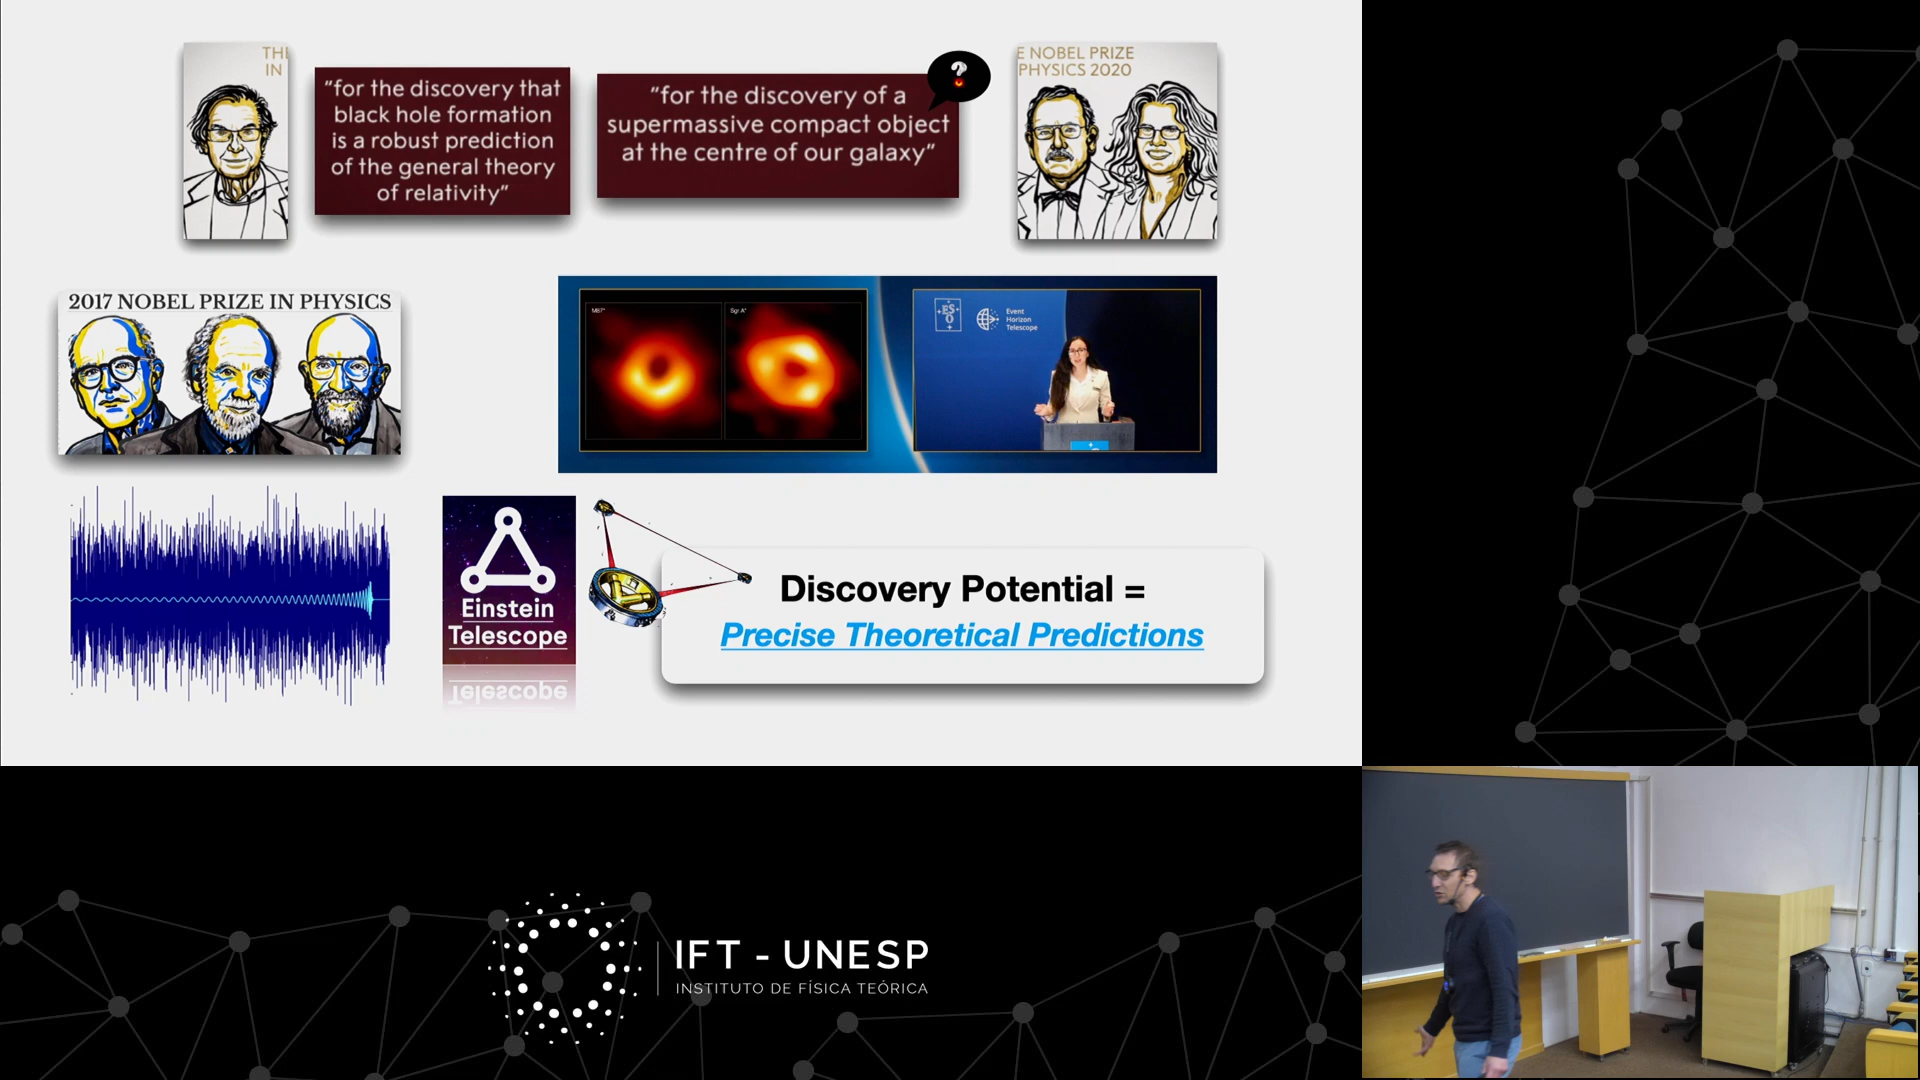 THE
IN
"for the discovery that
black hole formation
is a robust prediction
of the general theory
of relativity"
"for the discovery of a
supermassive compact object
at the centre of our galaxy"
?
E NOBEL PRIZE
PHYSICS 2020
2017 NOBEL PRIZE IN PHYSICS
M87*
Sgr A*
ESO
Event
Horizon
Telescope
Einstein
Telescope
Discovery Potential =
Precise Theoretical Predictions
IFT - UNESP
INSTITUTO DE FÍSICA TEÓRICA